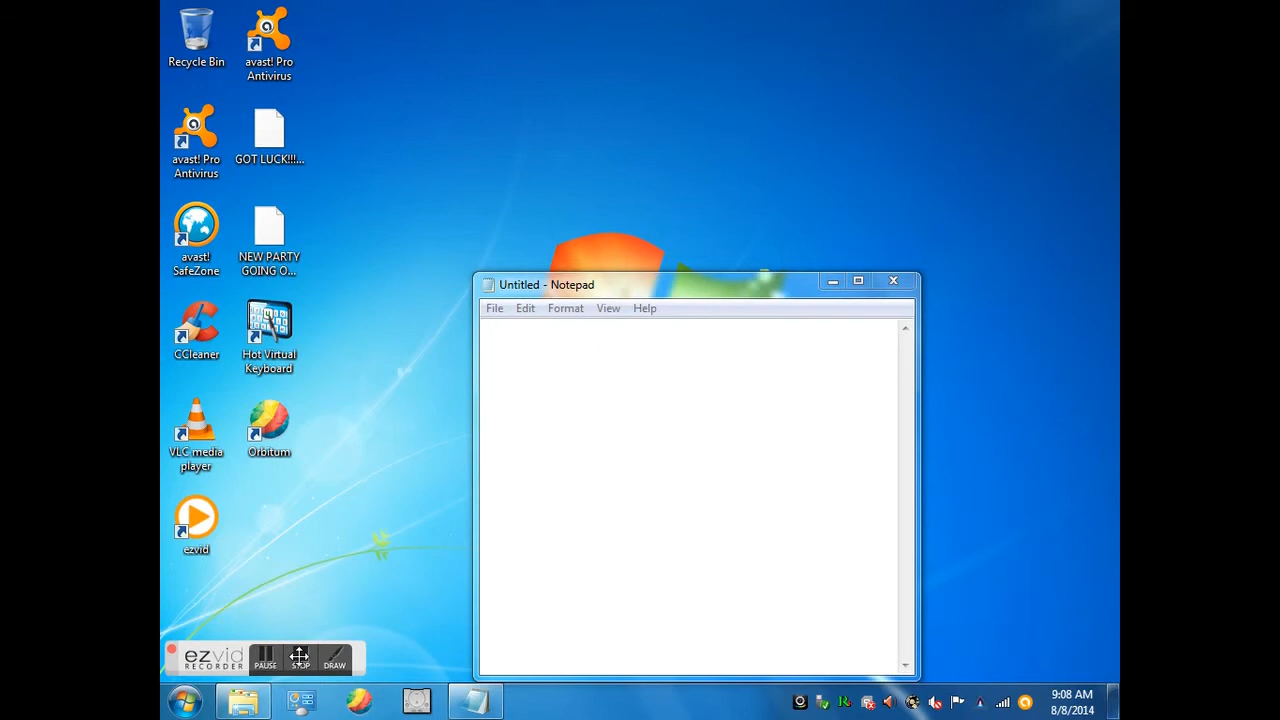 Recycle Bin
avast! Pro
Antivirus
avast! Pro
Antivirus
GOT LUCK!!!...
avast!
SafeZone
NEW PARTY
GOING O...
CCleaner
Hot Virtual
Keyboard
VLC media
player
Orbitum
ezvid
Untitled - Notepad
File Edit Format View Help
ezvid
RECORDER
PAUSE STOP DRAW
9:08 AM
8/8/2014